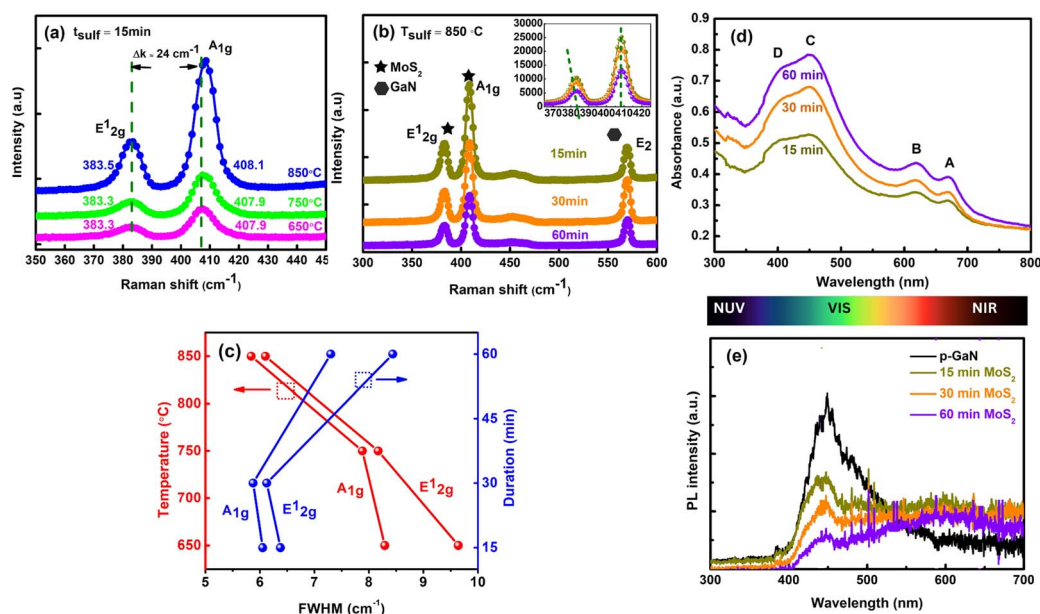 (a) t_sulf = 15min
Δk ≈ 24 cm⁻¹
A₁g
E¹₂g
383.5
408.1
850°C
383.3
407.9
750°C
383.3
407.9
650°C
Intensity (a.u)
350 360 370 380 390 400 410 420 430 440 450
Raman shift (cm⁻¹)
(b) T_sulf = 850 °C
★ MoS₂
⬢ GaN
A₁g
E¹₂g
E₂
15min
30min
60min
30000
25000
20000
15000
10000
5000
0
370 380 390 400 410 420
Intensity (a.u)
300 350 400 450 500 550 600
Raman shift (cm⁻¹)
(d)
D
C
60 min
30 min
15 min
B
A
0.9
0.8
0.7
0.6
0.5
0.4
0.3
0.2
Absorbance (a.u.)
300 400 500 600 700 800
Wavelength (nm)
NUV VIS NIR
(c)
850
800
750
700
650
Temperature (°C)
60
45
30
15
Duration (min)
A₁g
E¹₂g
A₁g
E¹₂g
5 6 7 8 9 10
FWHM (cm⁻¹)
(e)
p-GaN
15 min MoS₂
30 min MoS₂
60 min MoS₂
PL intensity (a.u.)
300 400 500 600 700
Wavelength (nm)